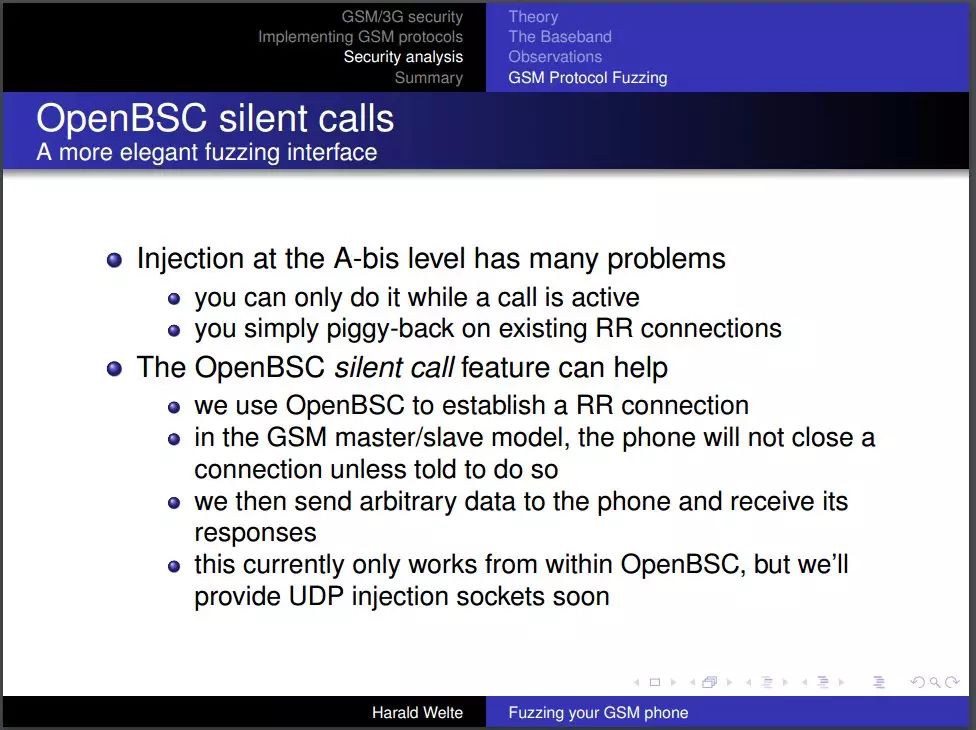 GSM/3G security
Implementing GSM protocols
Security analysis
Summary
Theory
The Baseband
Observations
GSM Protocol Fuzzing
OpenBSC silent calls
A more elegant fuzzing interface
Injection at the A-bis level has many problems
you can only do it while a call is active
you simply piggy-back on existing RR connections
The OpenBSC silent call feature can help
we use OpenBSC to establish a RR connection
in the GSM master/slave model, the phone will not close a
connection unless told to do so
we then send arbitrary data to the phone and receive its
responses
this currently only works from within OpenBSC, but we'll
provide UDP injection sockets soon
Harald Welte
Fuzzing your GSM phone